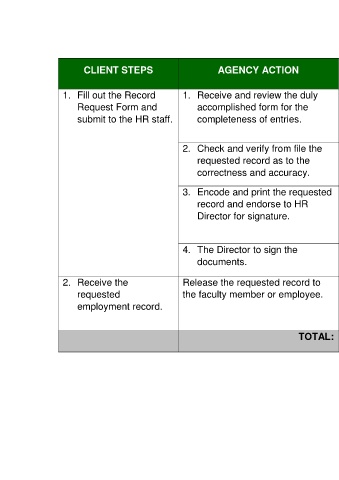 CLIENT STEPS
AGENCY ACTION
1. Fill out the Record
Request Form and
submit to the HR staff.
1. Receive and review the duly
accomplished form for the
completeness of entries.
2. Check and verify from file the
requested record as to the
correctness and accuracy.
3. Encode and print the requested
record and endorse to HR
Director for signature.
4. The Director to sign the
documents.
2. Receive the
requested
employment record.
Release the requested record to
the faculty member or employee.
TOTAL: